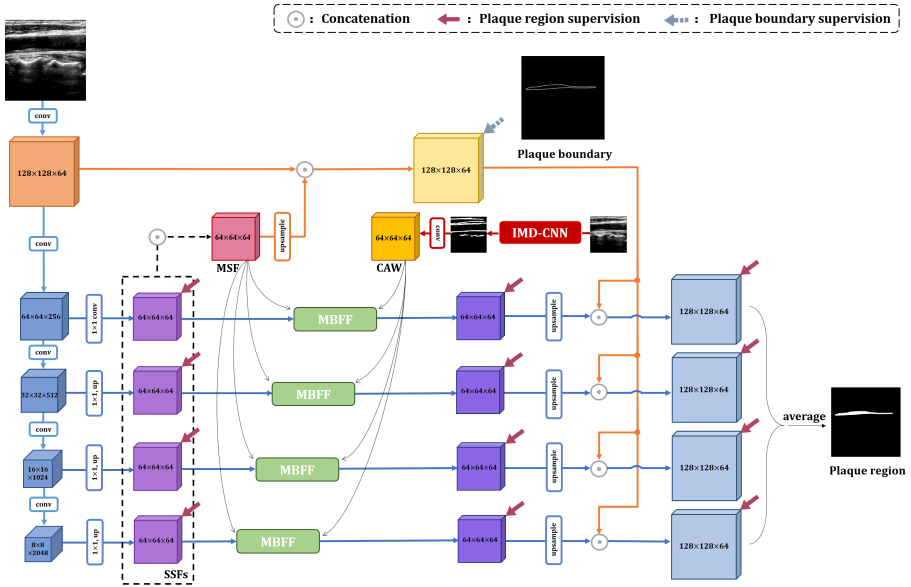 : Concatenation : Plaque region supervision : Plaque boundary supervision
conv
128×128×64
128×128×64
Plaque boundary
conv
64×64×64
upsample
64×64×64
conv
IMD-CNN
MSF
CAW
64×64×256
1×1 conv
64×64×64
MBFF
64×64×64
upsample
128×128×64
conv
32×32×512
1×1, up
64×64×64
MBFF
64×64×64
upsample
128×128×64
average
conv
16×16
×1024
1×1, up
64×64×64
MBFF
64×64×64
upsample
128×128×64
Plaque region
conv
8×8
×2048
1×1, up
64×64×64
MBFF
64×64×64
upsample
128×128×64
SSFs